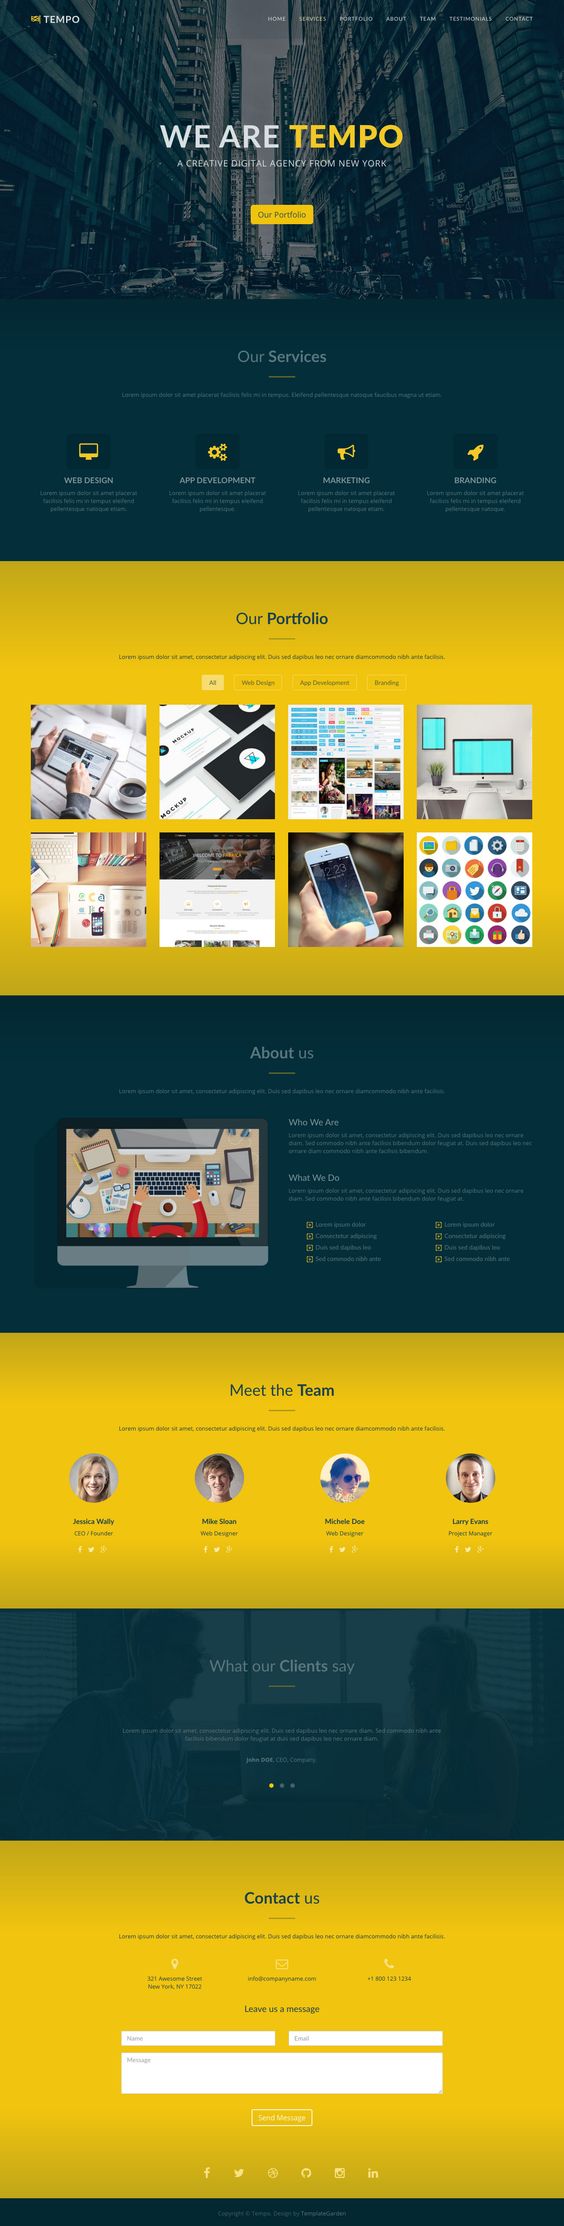 TEMPO
HOME SERVICES PORTFOLIO ABOUT TEAM TESTIMONIALS CONTACT
WE ARE TEMPO
A CREATIVE DIGITAL AGENCY FROM NEW YORK
Our Portfolio
Our Services
Lorem ipsum dolor sit amet placerat facilisis felis mi in tempus. Eleifend pellentesque natoque faucibus magna ut etiam.
WEB DESIGN
Lorem ipsum dolor sit amet placerat
facilisis felis mi in tempus eleifend
pellentesque natoque etiam.
APP DEVELOPMENT
Lorem ipsum dolor sit amet placerat
facilisis felis mi in tempus eleifend
pellentesque.
MARKETING
Lorem ipsum dolor sit amet placerat
facilisis felis mi in tempus eleifend
pellentesque natoque etiam.
BRANDING
Lorem ipsum dolor sit amet placerat
facilisis felis mi in tempus eleifend
pellentesque natoque.
Our Portfolio
Lorem ipsum dolor sit amet, consectetur adipiscing elit. Duis sed dapibus leo nec ornare diamcommodo nibh ante facilisis.
All
Web Design
App Development
Branding
MOCKUP
MOCKUP
WELCOME TO FABRICA
About us
Lorem ipsum dolor sit amet, consectetur adipiscing elit. Duis sed dapibus leo nec ornare diamcommodo nibh ante facilisis.
Who We Are
Lorem ipsum dolor sit amet, consectetur adipiscing elit. Duis sed dapibus leo nec ornare
diam. Sed commodo nibh ante facilisis bibendum dolor feugiat at. Duis sed dapibus leo nec
ornare diam commodo nibh ante facilisis bibendum.
What We Do
Lorem ipsum dolor sit amet, consectetur adipiscing elit. Duis sed dapibus leo nec ornare
diam. Sed commodo nibh ante facilisis.
Lorem ipsum dolor
Consectetur adipiscing
Duis sed dapibus leo
Sed commodo nibh ante
Lorem ipsum dolor
Consectetur adipiscing
Duis sed dapibus leo
Sed commodo nibh ante
Meet the Team
Lorem ipsum dolor sit amet, consectetur adipiscing elit. Duis sed dapibus leo nec ornare diamcommodo nibh ante facilisis.
Jessica Wally
CEO / Founder
Mike Sloan
Web Designer
Michele Doe
Web Designer
Larry Evans
Project Manager
What our Clients say
Lorem ipsum dolor sit amet, consectetur adipiscing elit. Duis sed dapibus leo nec ornare diam. Sed commodo nibh ante
facilisis bibendum dolor feugiat at duis sed dapibus leo nec ornare diam.
John DOE, CEO, Company.
Contact us
Lorem ipsum dolor sit amet, consectetur adipiscing elit. Duis sed dapibus leo nec ornare diamcommodo nibh ante facilisis.
321 Awesome Street
New York, NY 17022
info@companyname.com
+1 800 123 1234
Leave us a message
Name
Email
Message
Send Message
Copyright © Tempo. Design by TemplateGarden